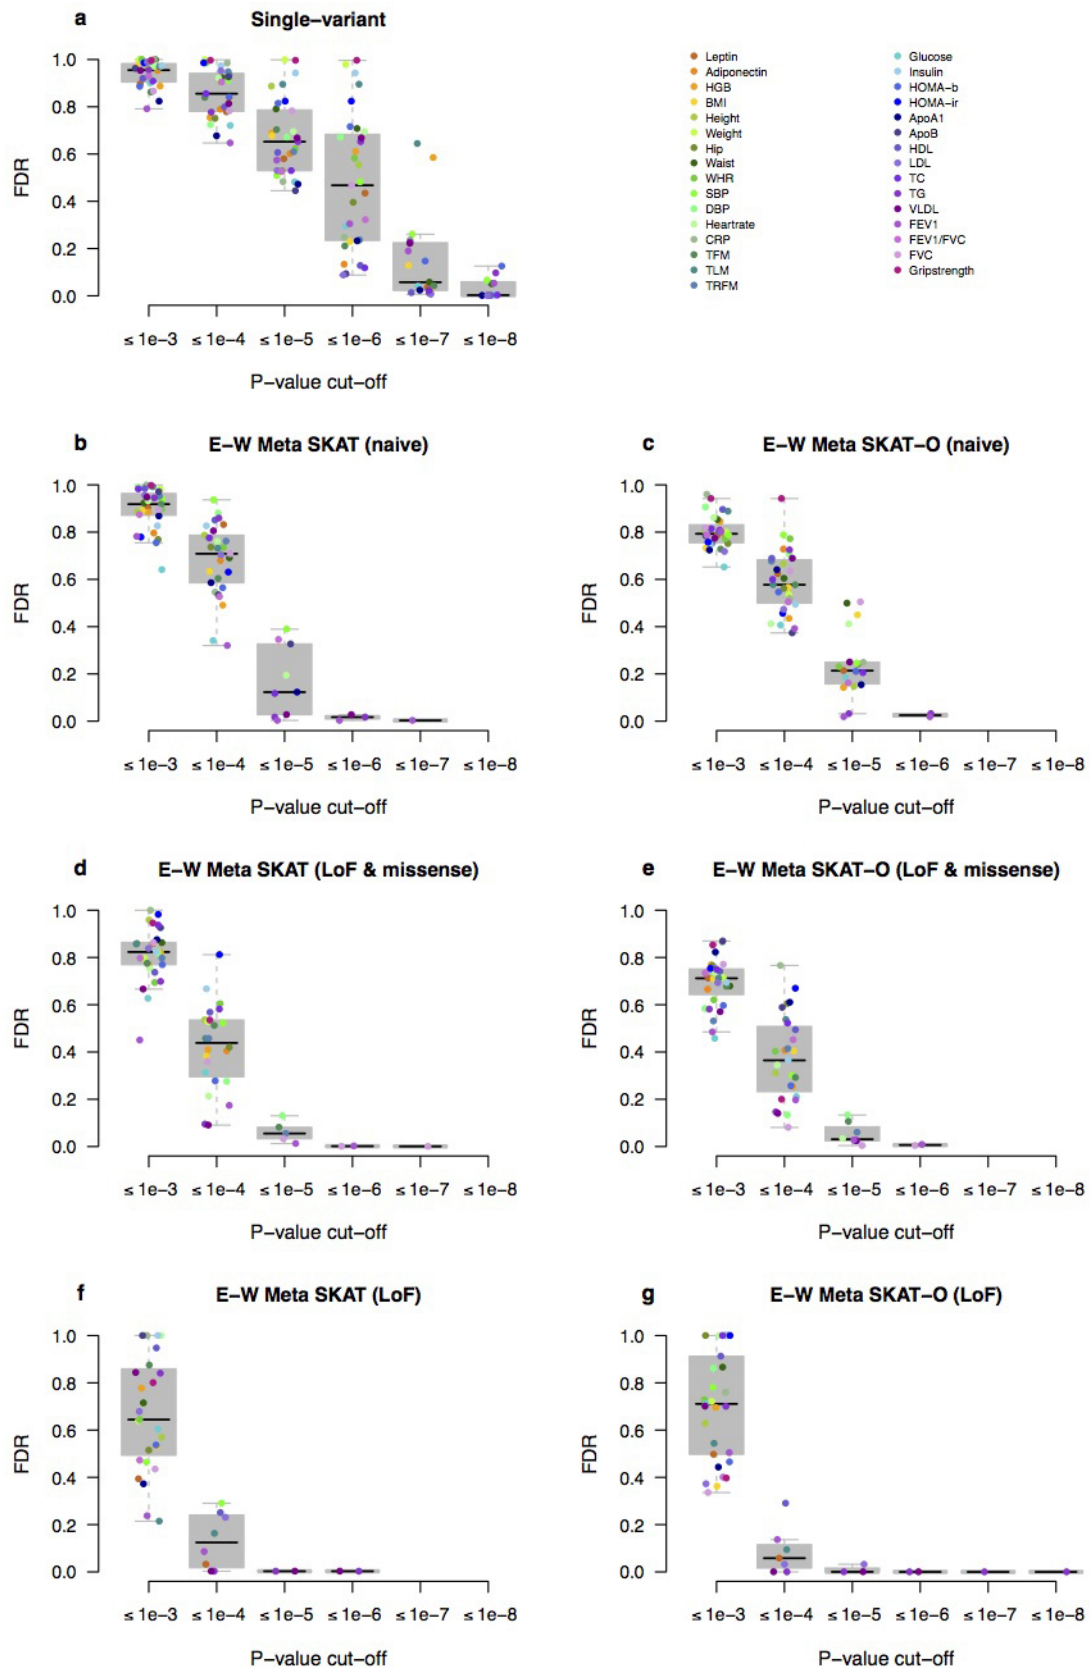 a Single−variant
FDR
1.0
0.8
0.6
0.4
0.2
0.0
≤ 1e−3 ≤ 1e−4 ≤ 1e−5 ≤ 1e−6 ≤ 1e−7 ≤ 1e−8
P−value cut−off
Leptin
Adiponectin
HGB
BMI
Height
Weight
Hip
Waist
WHR
SBP
DBP
Heartrate
CRP
TFM
TLM
TRFM
Glucose
Insulin
HOMA−b
HOMA−ir
ApoA1
ApoB
HDL
LDL
TC
TG
VLDL
FEV1
FEV1/FVC
FVC
Gripstrength
b E−W Meta SKAT (naive)
FDR
1.0
0.8
0.6
0.4
0.2
0.0
≤ 1e−3 ≤ 1e−4 ≤ 1e−5 ≤ 1e−6 ≤ 1e−7 ≤ 1e−8
P−value cut−off
c E−W Meta SKAT−O (naive)
FDR
1.0
0.8
0.6
0.4
0.2
0.0
≤ 1e−3 ≤ 1e−4 ≤ 1e−5 ≤ 1e−6 ≤ 1e−7 ≤ 1e−8
P−value cut−off
d E−W Meta SKAT (LoF & missense)
FDR
1.0
0.8
0.6
0.4
0.2
0.0
≤ 1e−3 ≤ 1e−4 ≤ 1e−5 ≤ 1e−6 ≤ 1e−7 ≤ 1e−8
P−value cut−off
e E−W Meta SKAT−O (LoF & missense)
FDR
1.0
0.8
0.6
0.4
0.2
0.0
≤ 1e−3 ≤ 1e−4 ≤ 1e−5 ≤ 1e−6 ≤ 1e−7 ≤ 1e−8
P−value cut−off
f E−W Meta SKAT (LoF)
FDR
1.0
0.8
0.6
0.4
0.2
0.0
≤ 1e−3 ≤ 1e−4 ≤ 1e−5 ≤ 1e−6 ≤ 1e−7 ≤ 1e−8
P−value cut−off
g E−W Meta SKAT−O (LoF)
FDR
1.0
0.8
0.6
0.4
0.2
0.0
≤ 1e−3 ≤ 1e−4 ≤ 1e−5 ≤ 1e−6 ≤ 1e−7 ≤ 1e−8
P−value cut−off